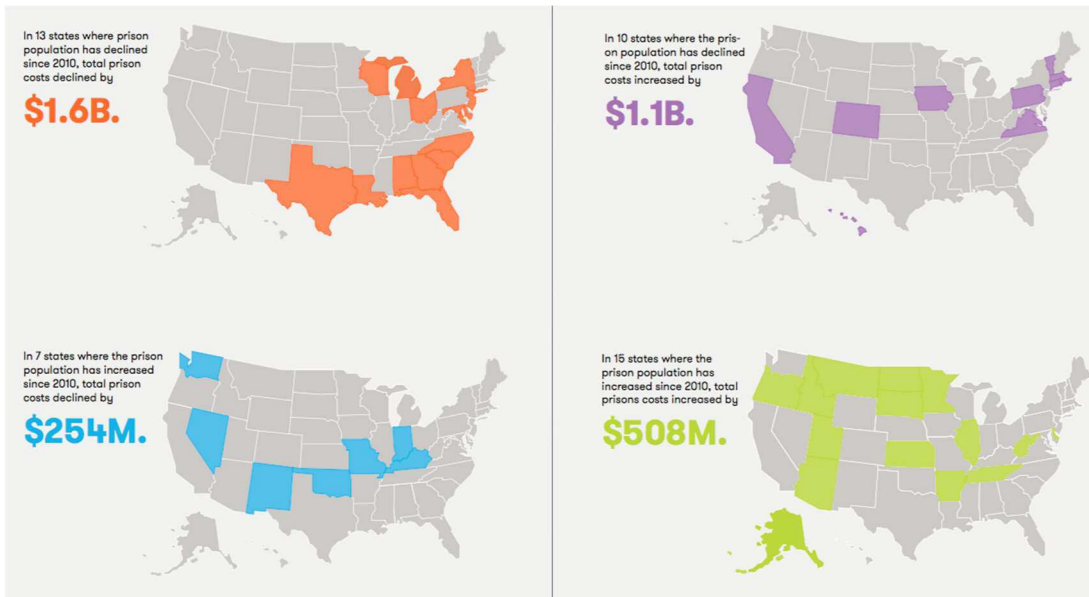 In 13 states where prison
population has declined
since 2010, total prison
costs declined by
$1.6B.
In 10 states where the pris-
on population has declined
since 2010, total prison
costs increased by
$1.1B.
In 7 states where the prison
population has increased
since 2010, total prison
costs declined by
$254M.
In 15 states where the
prison population has
increased since 2010, total
prisons costs increased by
$508M.